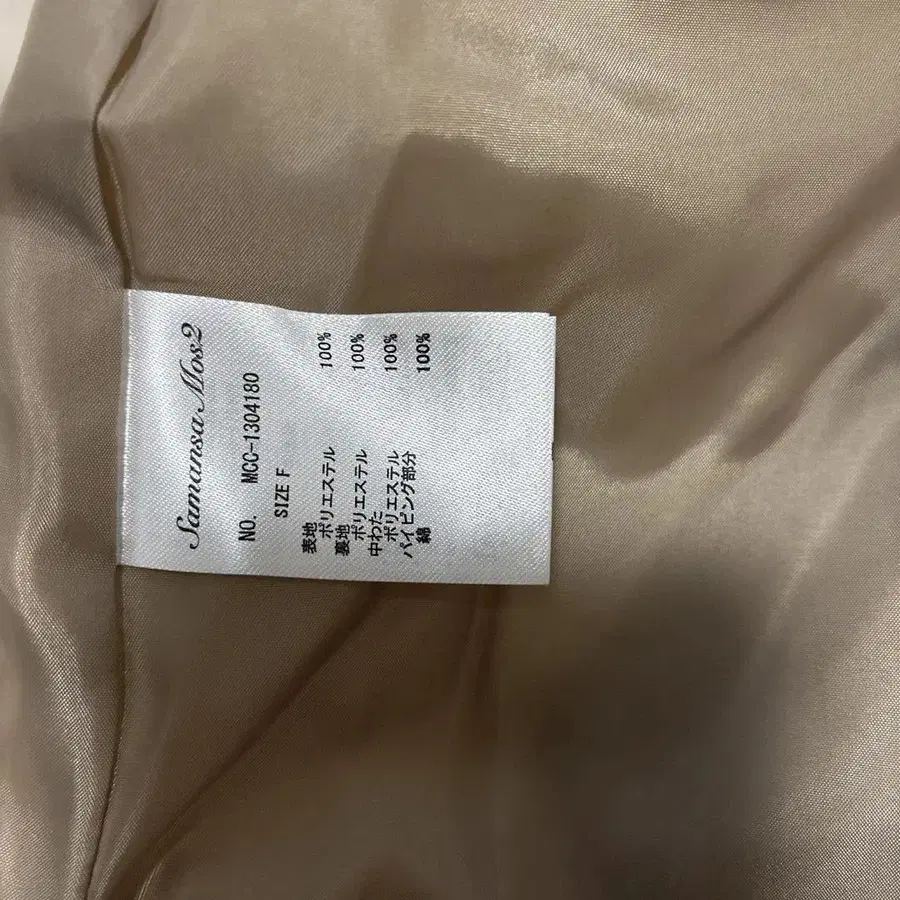 Samansa Mos2
NO. MCC-1304180
SIZE F
表地
ポリエステル 100%
裏地
ポリエステル 100%
中わた
ポリエステル 100%
パイピング部分
綿 100%